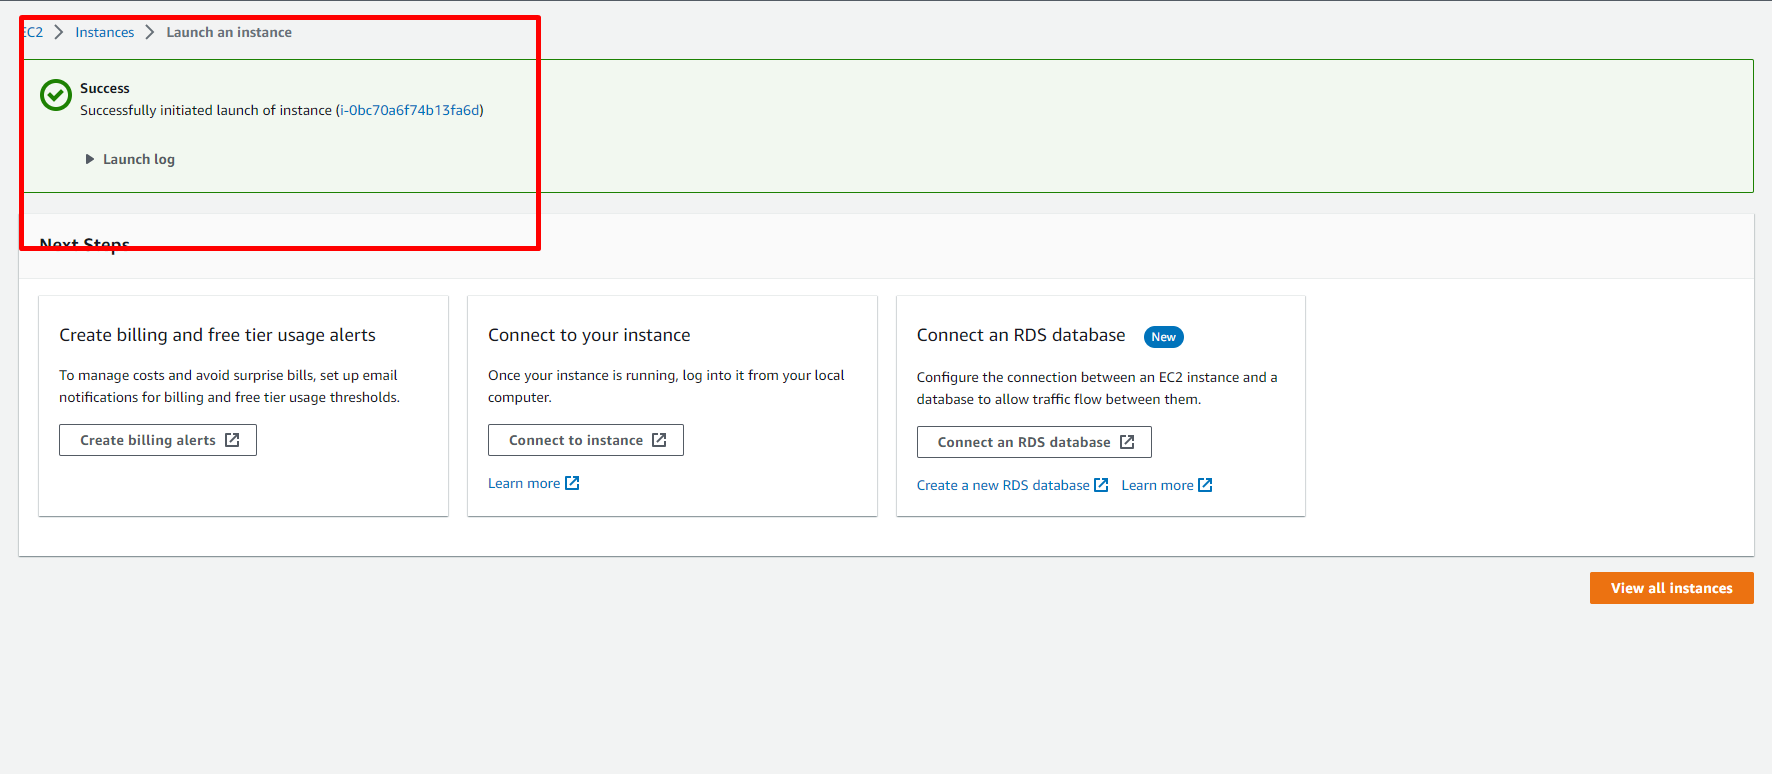 EC2 > Instances > Launch an instance
Success
Successfully initiated launch of instance (i-0bc70a6f74b13fa6d)
Launch log
Next Steps
Create billing and free tier usage alerts
To manage costs and avoid surprise bills, set up email
notifications for billing and free tier usage thresholds.
Create billing alerts
Connect to your instance
Once your instance is running, log into it from your local
computer.
Connect to instance
Learn more
Connect an RDS database New
Configure the connection between an EC2 instance and a
database to allow traffic flow between them.
Connect an RDS database
Create a new RDS database Learn more
View all instances